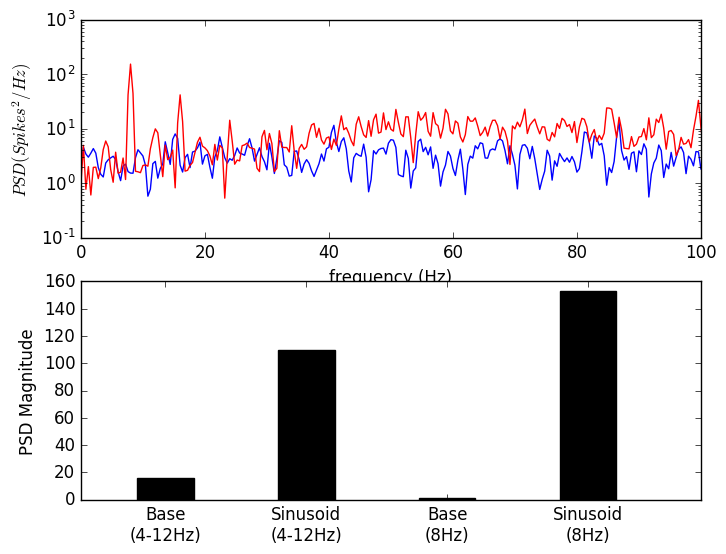 PSD(Spikes²/Hz)
10³
10²
10¹
10⁰
10⁻¹
0 20 40 60 80 100
frequency (Hz)
PSD Magnitude
160
140
120
100
80
60
40
20
0
Base Sinusoid Base Sinusoid
(4-12Hz) (4-12Hz) (8Hz) (8Hz)